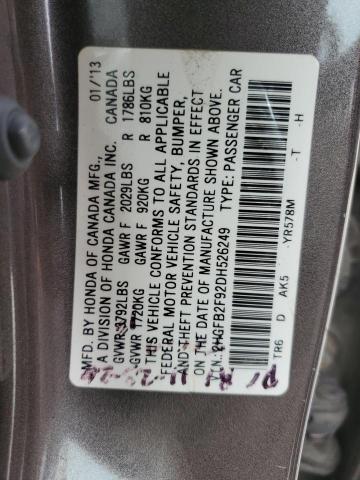 MFD. BY HONDA OF CANADA MFG., 01/'13
A DIVISION OF HONDA CANADA INC. CANADA
GVWR 3792LBS GAWR F 2029LBS R 1786LBS
GVWR 1720KG GAWR F 920KG R 810KG
THIS VEHICLE CONFORMS TO ALL APPLICABLE
FEDERAL MOTOR VEHICLE SAFETY, BUMPER,
AND THEFT PREVENTION STANDARDS IN EFFECT
ON THE DATE OF MANUFACTURE SHOWN ABOVE.
V.I.N.: 2HGFB2F92DH526249 TYPE: PASSENGER CAR
TR6 D AK5 -YR578M -T -H